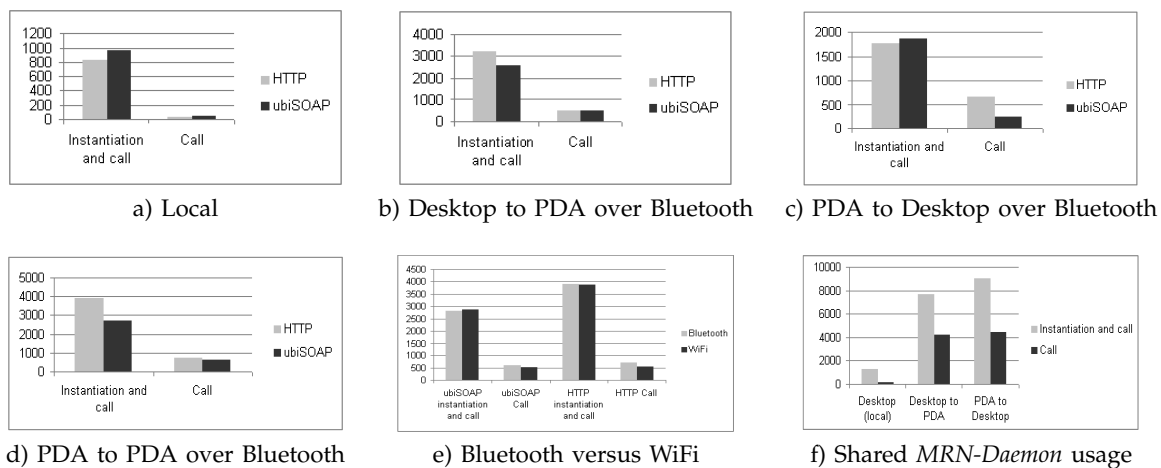 1200
1000
800
600
400
200
0
Instantiation
and call
Call
HTTP
ubiSOAP
a) Local
4000
3000
2000
1000
0
Instantiation
and call
Call
HTTP
ubiSOAP
b) Desktop to PDA over Bluetooth
2000
1500
1000
500
0
Instantiation and
call
Call
HTTP
ubiSOAP
c) PDA to Desktop over Bluetooth
5000
4000
3000
2000
1000
0
Instantiation and
call
Call
HTTP
ubiSOAP
d) PDA to PDA over Bluetooth
4500
4000
3500
3000
2500
2000
1500
1000
500
0
ubiSOAP
instantiation
and call
ubiSOAP
Call
HTTP
instantiation
and call
HTTP Call
Bluetooth
WiFi
e) Bluetooth versus WiFi
10000
8000
6000
4000
2000
0
Desktop
(local)
Desktop to
PDA
PDA to
Desktop
Instantiation and call
Call
f) Shared MRN-Daemon usage